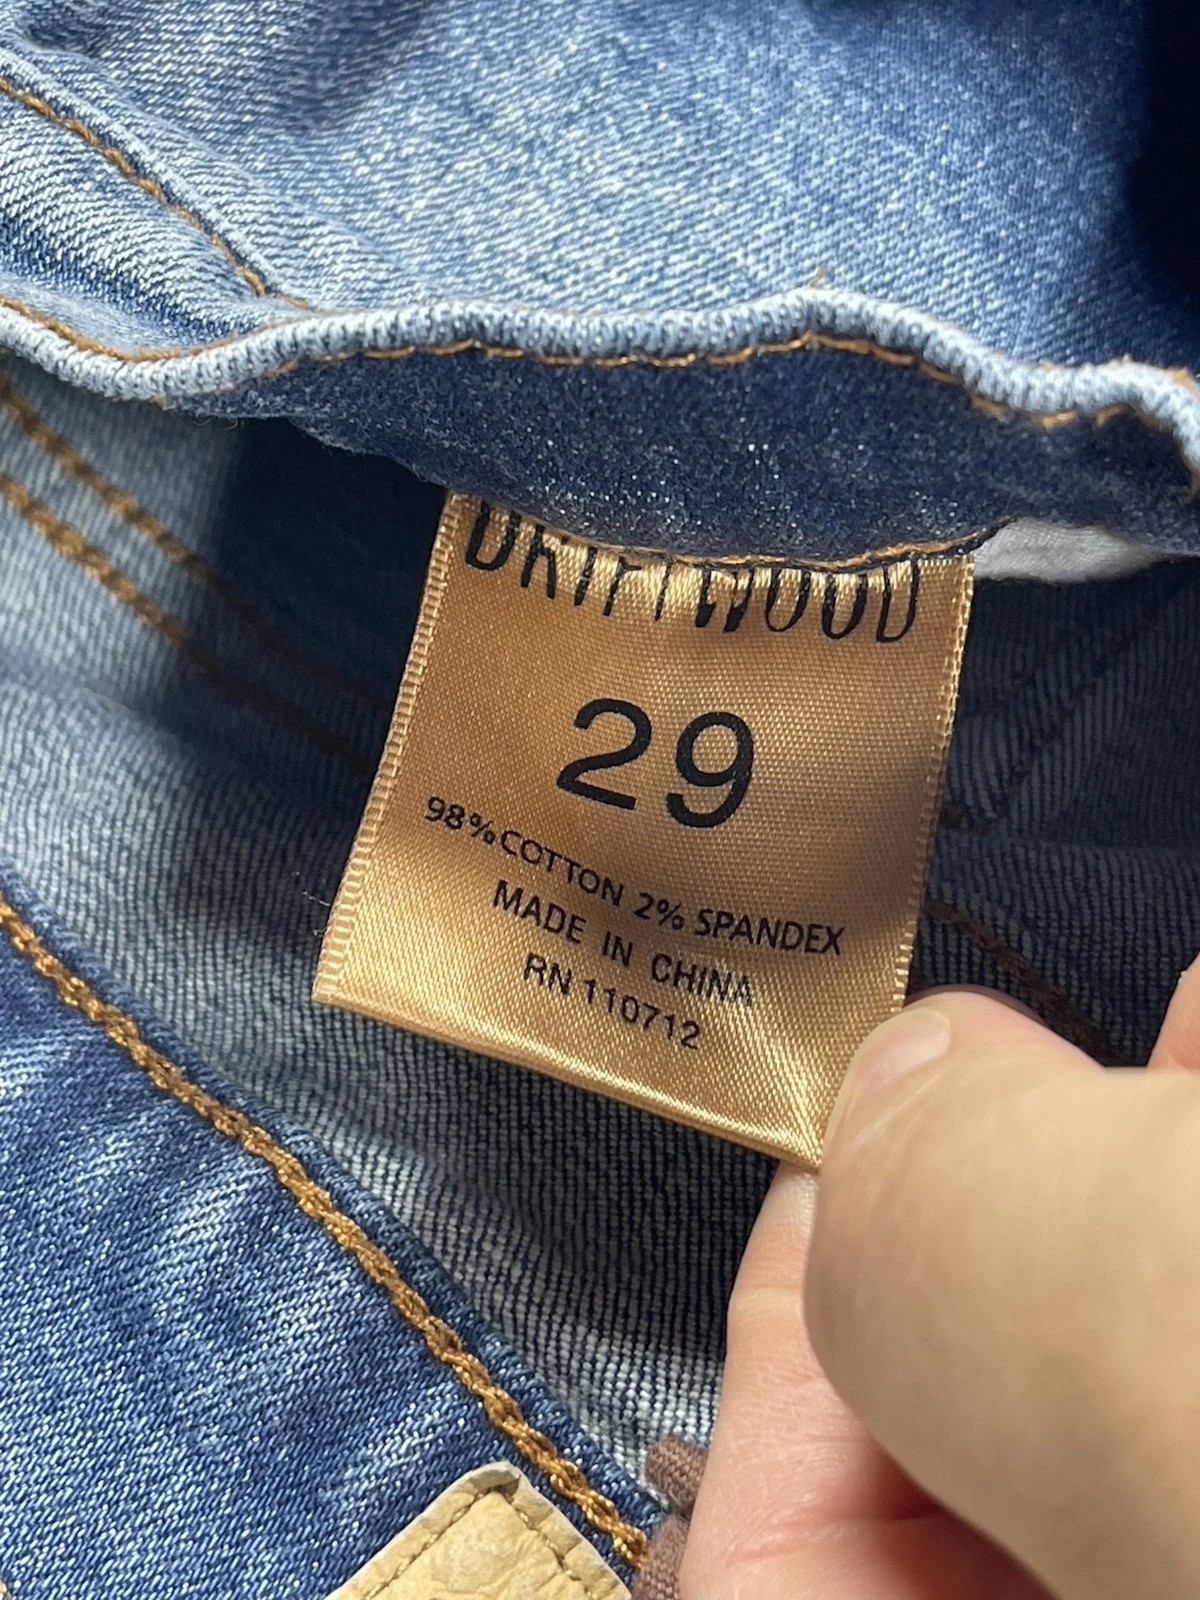 DRIFTWOOD
29
98% COTTON 2% SPANDEX
MADE IN CHINA
RN 110712